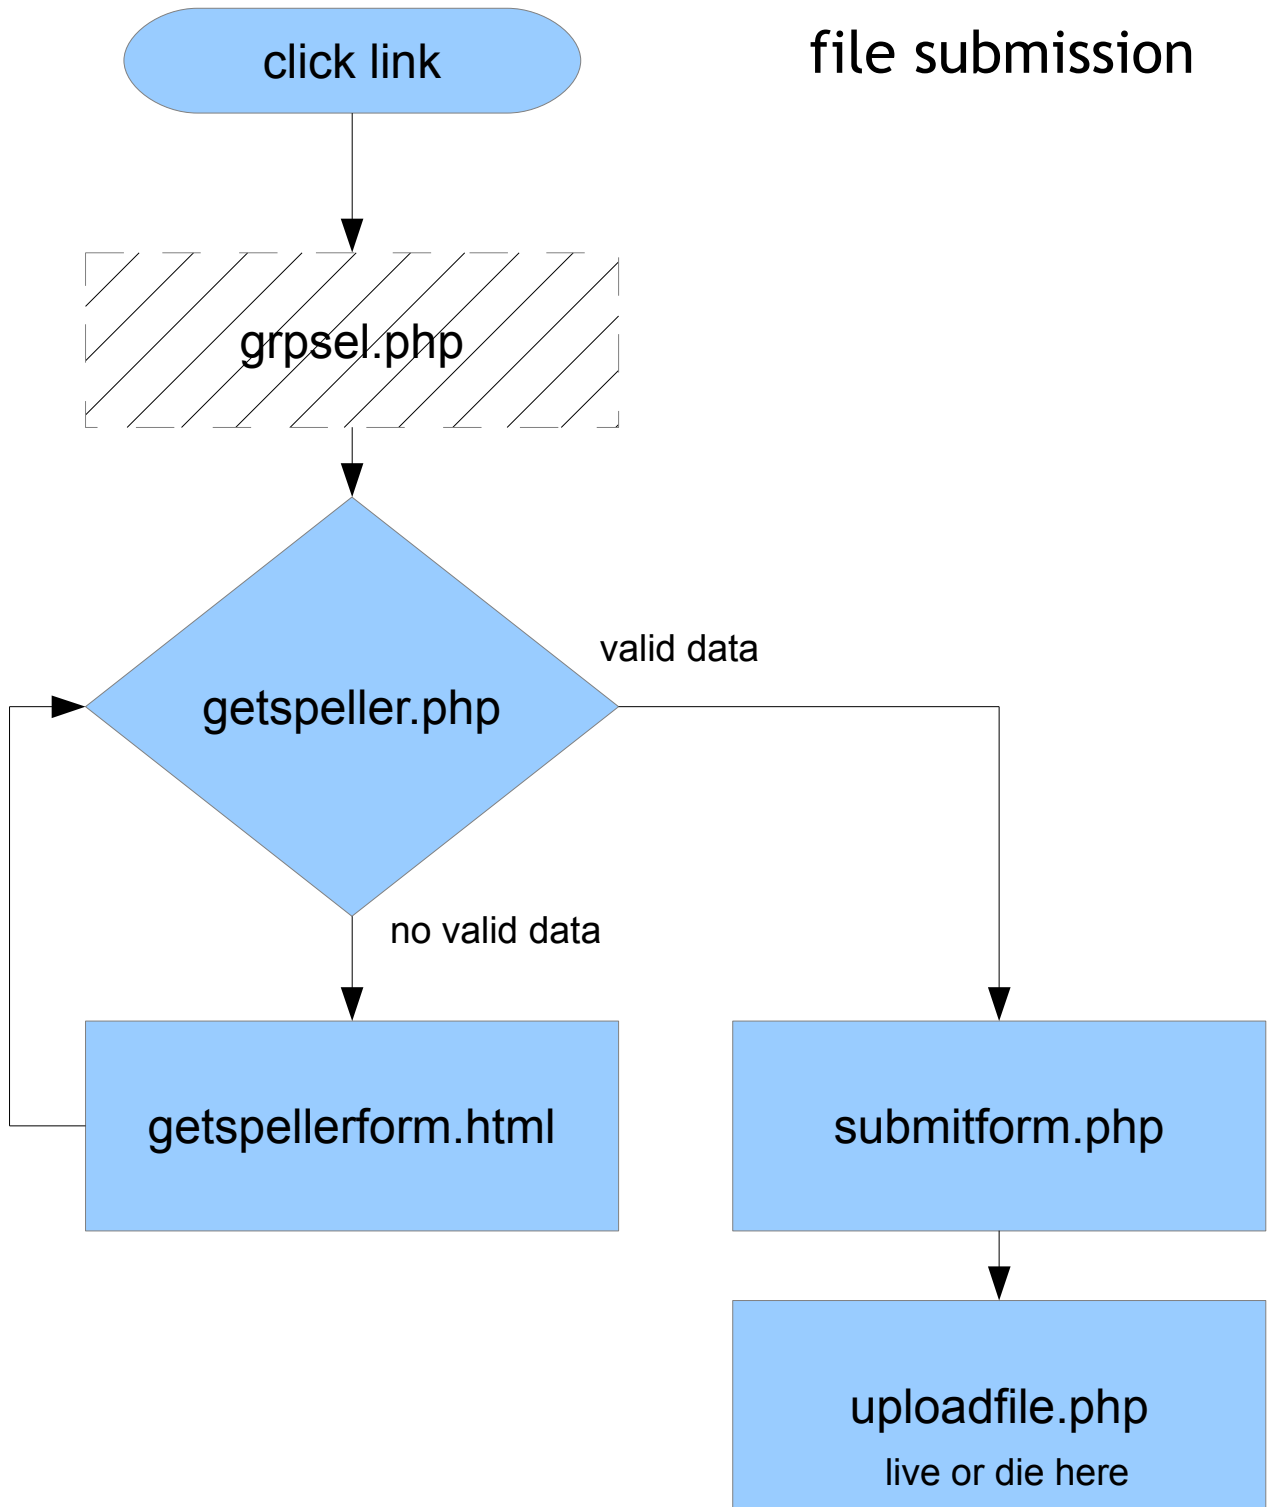 file submission
click link
grpsel.php
valid data
getspeller.php
no valid data
getspellerform.html
submitform.php
uploadfile.php
live or die here